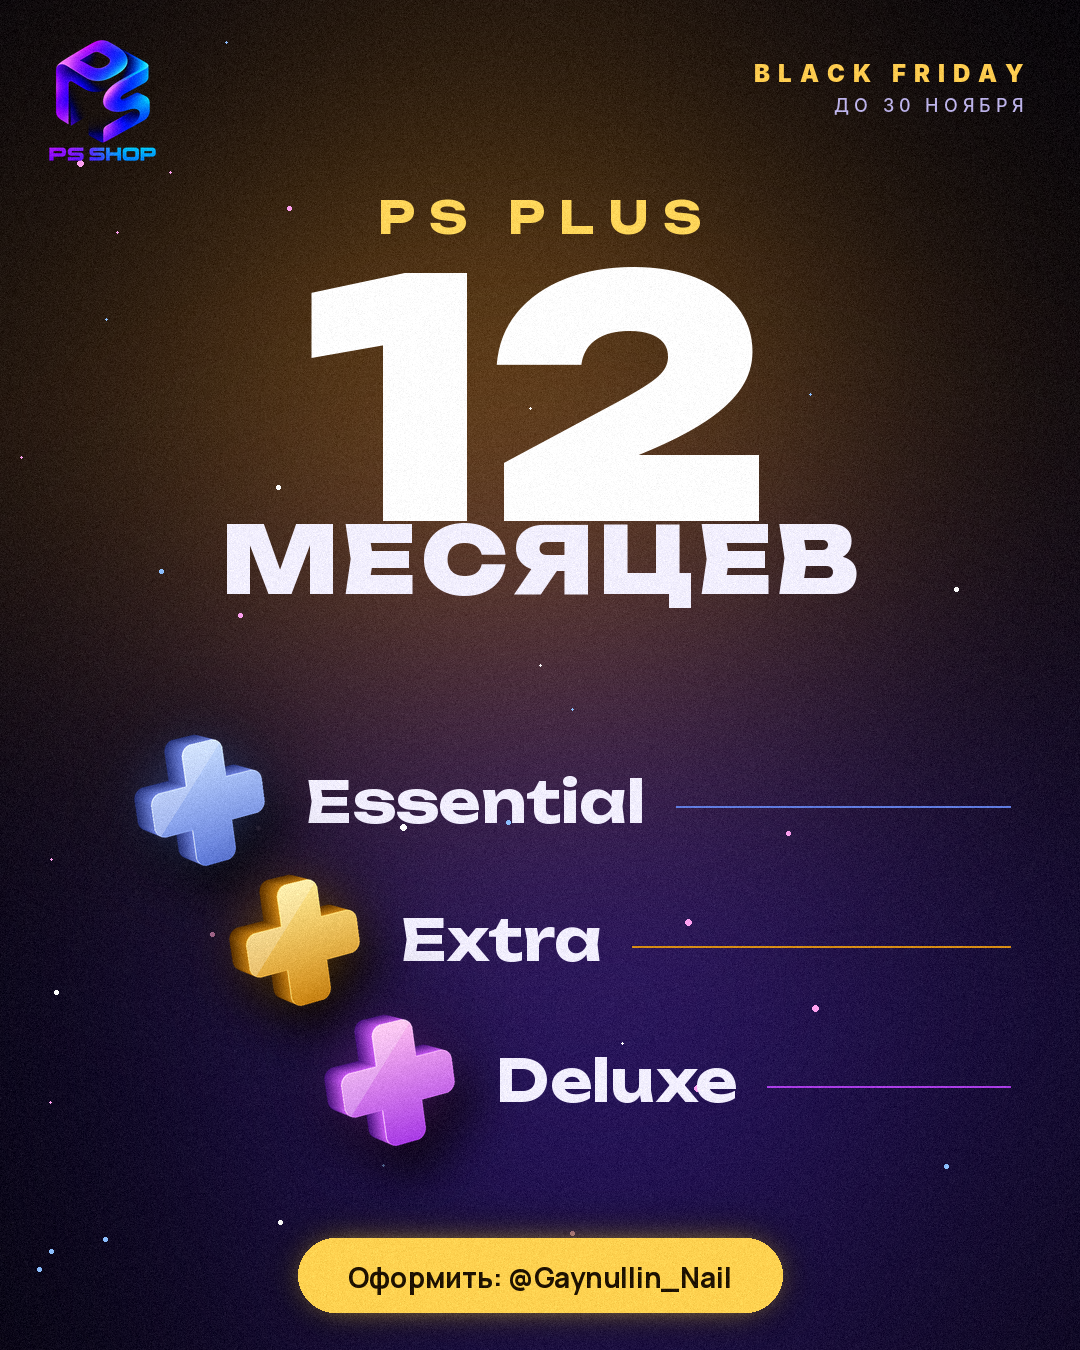 PS SHOP
BLACK FRIDAY
ДО 30 НОЯБРЯ
PS PLUS
12
МЕСЯЦЕВ
Essential
Extra
Deluxe
Оформить: @Gaynullin_Nail